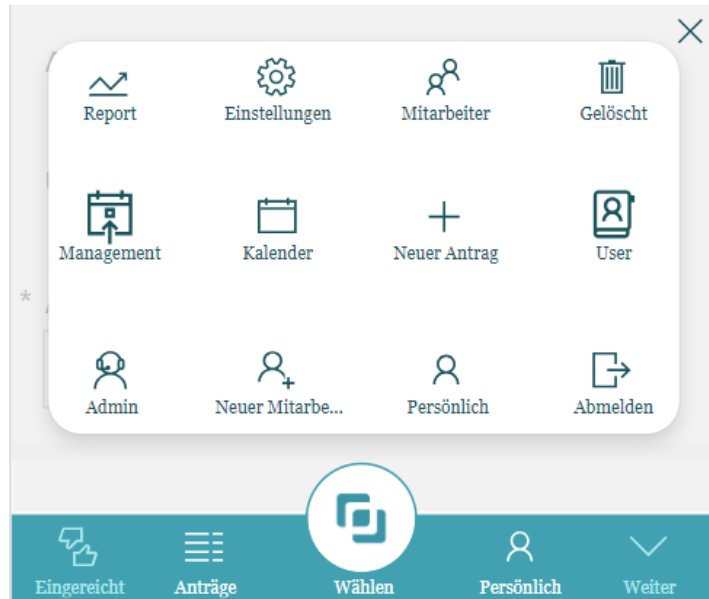 Report
Einstellungen
Mitarbeiter
Gelöscht
Management
Kalender
Neuer Antrag
User
*
Admin
Neuer Mitarbe...
Persönlich
Abmelden
Eingereicht
Anträge
Wählen
Persönlich
Weiter